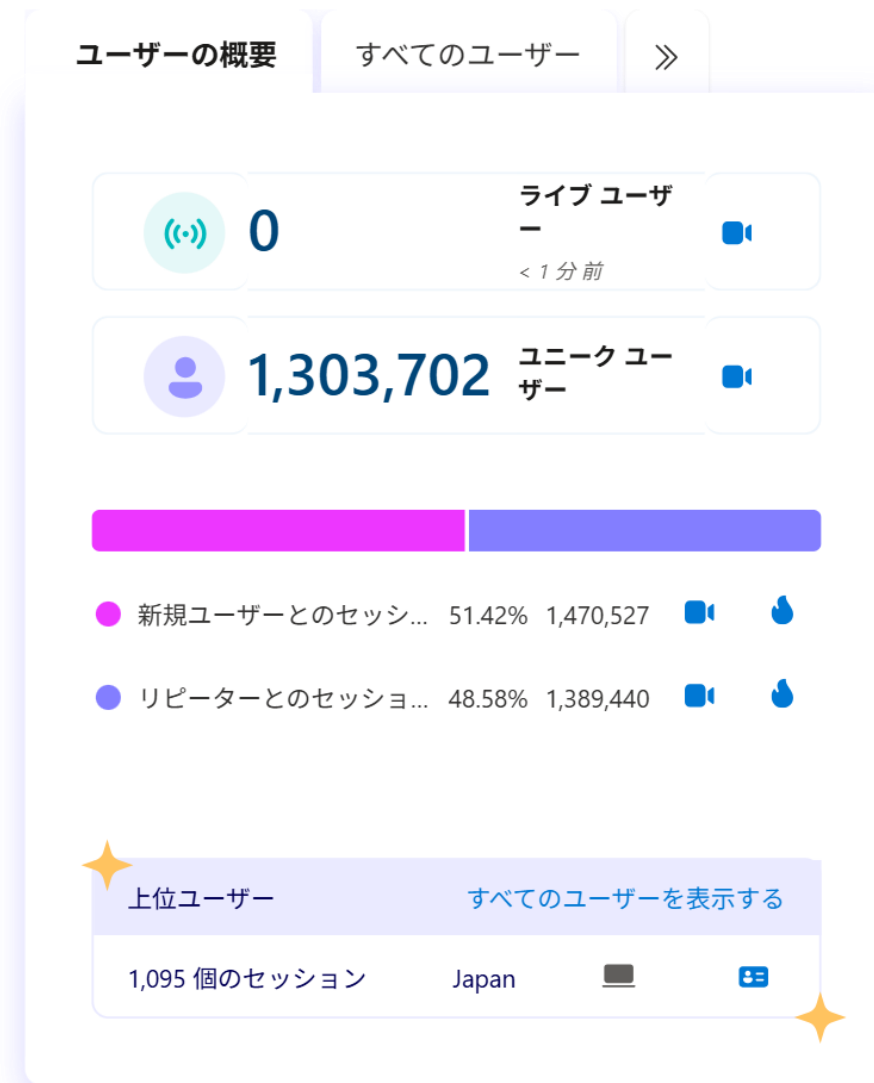 ユーザーの概要
すべてのユーザー
0
ライブ ユーザ
ー
< 1 分 前
1,303,702
ユニーク ユー
ザー
新規ユーザーとのセッシ... 51.42% 1,470,527
リピーターとのセッショ... 48.58% 1,389,440
上位ユーザー すべてのユーザーを表示する
1,095 個のセッション Japan